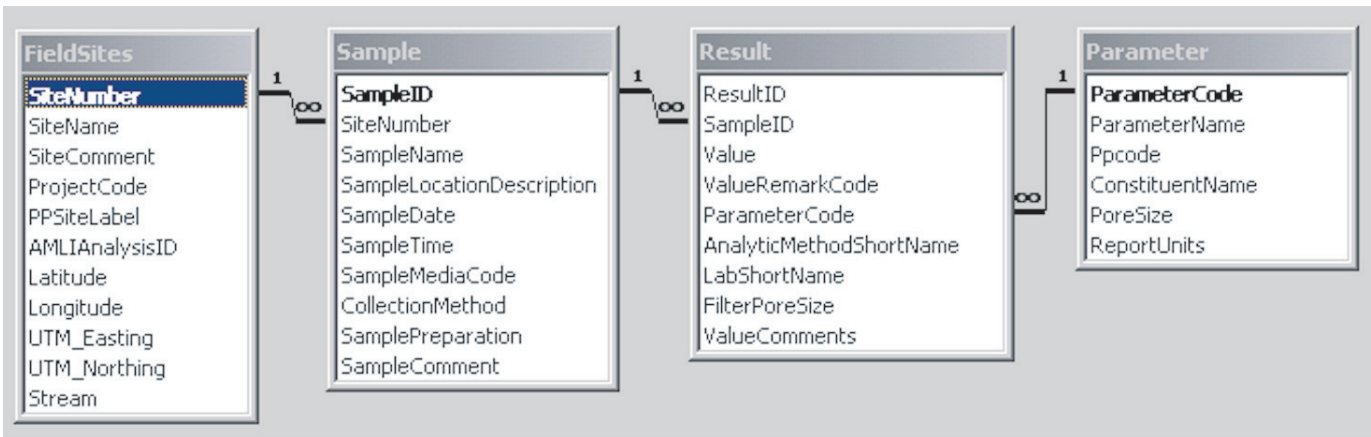 FieldSites
SiteNumber
SiteName
SiteComment
ProjectCode
PPSiteLabel
AMLIAnalysisID
Latitude
Longitude
UTM_Easting
UTM_Northing
Stream
1
∞
Sample
SampleID
SiteNumber
SampleName
SampleLocationDescription
SampleDate
SampleTime
SampleMediaCode
CollectionMethod
SamplePreparation
SampleComment
1
∞
Result
ResultID
SampleID
Value
ValueRemarkCode
ParameterCode
AnalyticMethodShortName
LabShortName
FilterPoreSize
ValueComments
1
∞
Parameter
ParameterCode
ParameterName
Ppcode
ConstituentName
PoreSize
ReportUnits